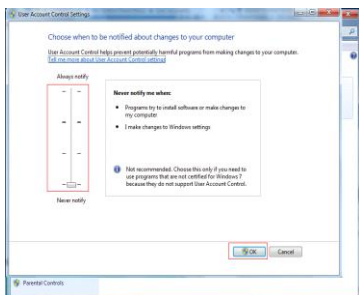 User Account Control Settings
Choose when to be notified about changes to your computer
User Account Control helps prevent potentially harmful programs from making changes to your computer.
Tell me more about User Account Control settings
Always notify
Never notify me when:
Programs try to install software or make changes to my computer
I make changes to Windows settings
Not recommended. Choose this only if you need to
use programs that are not certified for Windows 7
because they do not support User Account Control.
Never notify
OK
Cancel
Parental Controls